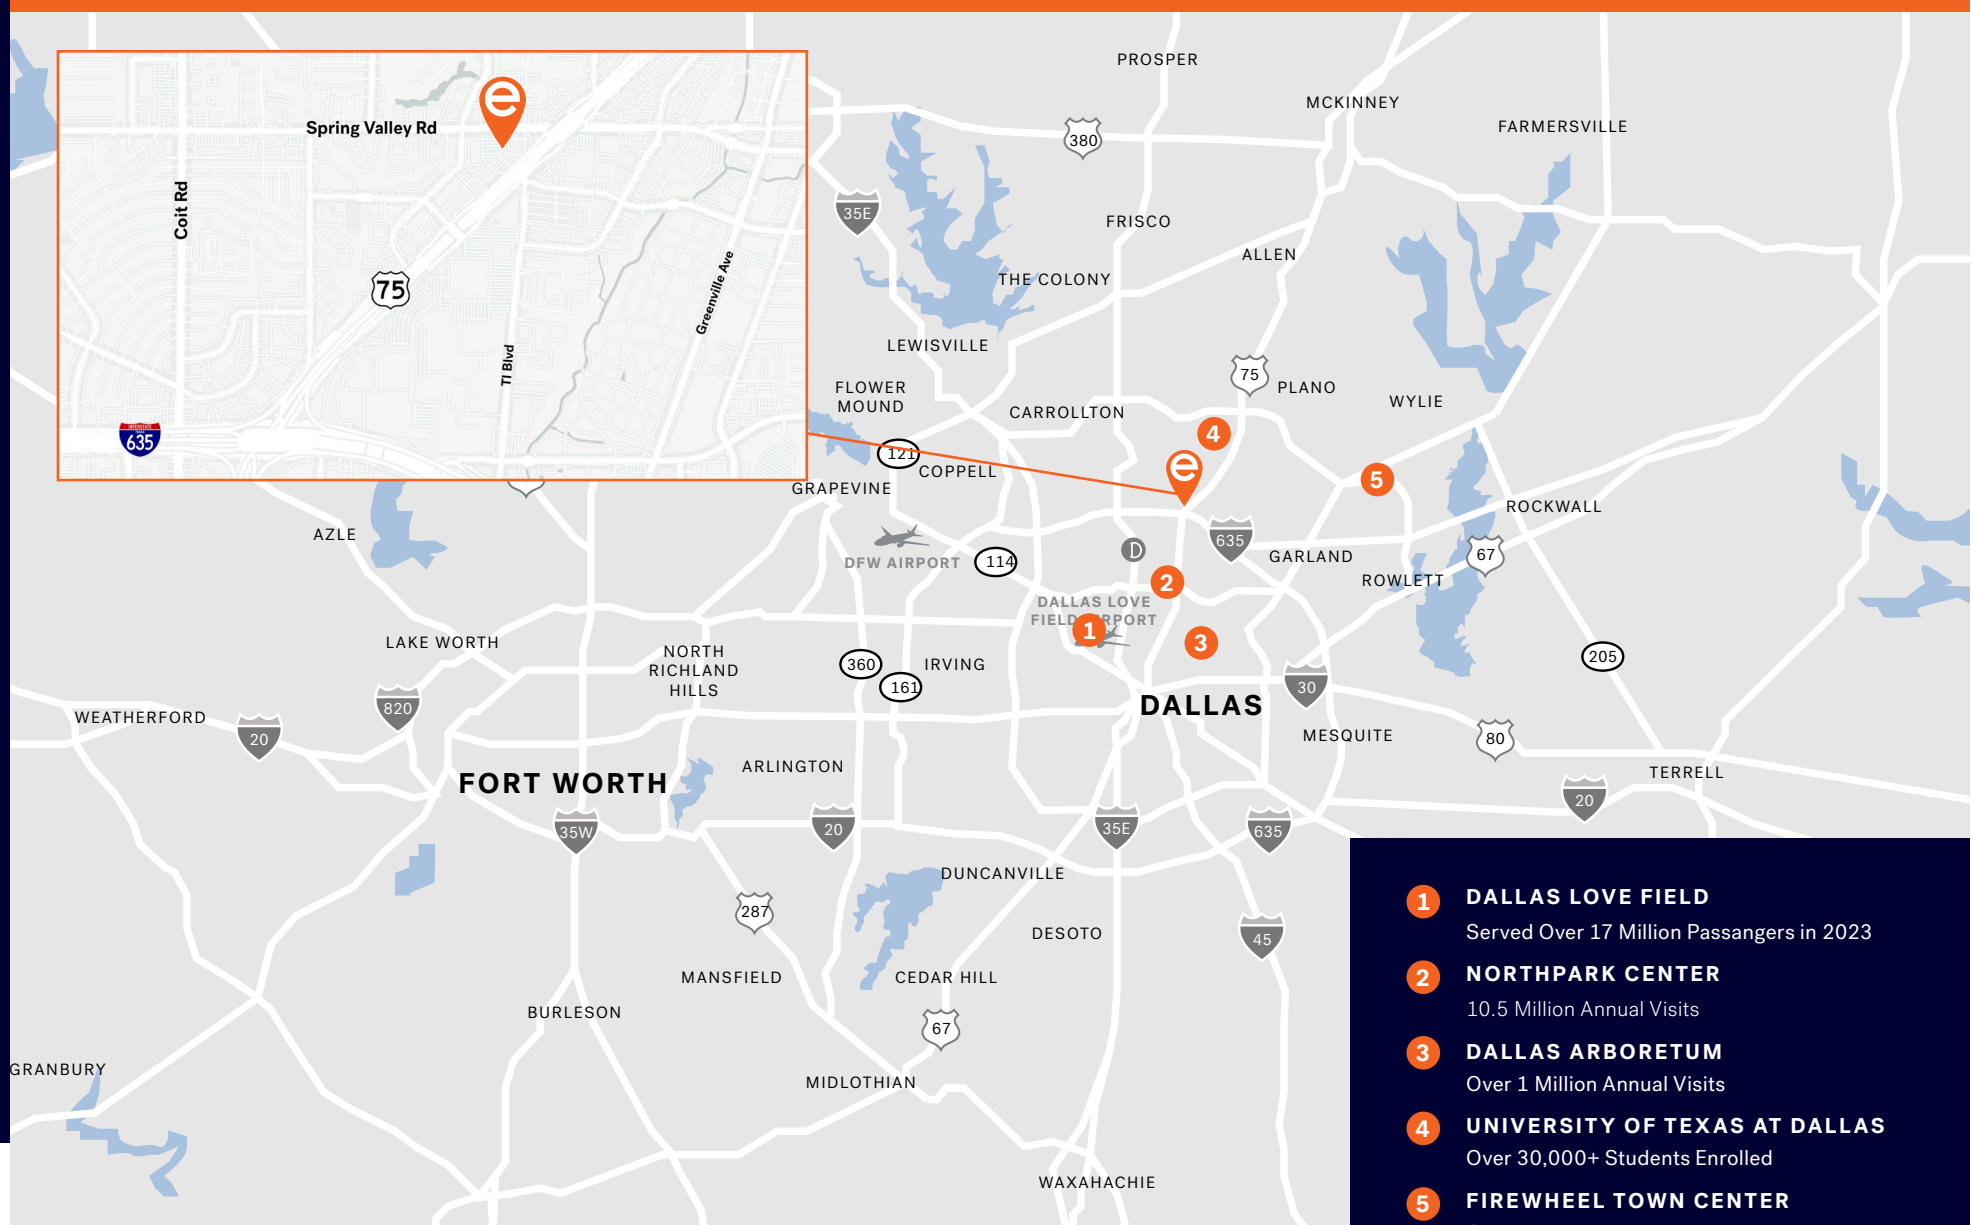 PROSPER
MCKINNEY
FARMERSVILLE
380
e
Spring Valley Rd
Coit Rd
75
Greenville Ave
TI Blvd
INTERSTATE
635
35E
FRISCO
ALLEN
THE COLONY
LEWISVILLE
FLOWER
MOUND
CARROLLTON
75
PLANO
WYLIE
4
121
COPPELL
e
5
GRAPEVINE
ROCKWALL
AZLE
DFW AIRPORT
114
D
635
GARLAND
67
ROWLETT
2
DALLAS LOVE
FIELD AIRPORT
1
3
LAKE WORTH
NORTH
RICHLAND
HILLS
360
IRVING
161
205
30
DALLAS
820
WEATHERFORD
20
MESQUITE
80
ARLINGTON
TERRELL
FORT WORTH
35W
20
35E
635
20
DUNCANVILLE
287
DESOTO
45
MANSFIELD
CEDAR HILL
BURLESON
67
GRANBURY
MIDLOTHIAN
WAXAHACHIE
1 DALLAS LOVE FIELD
Served Over 17 Million Passangers in 2023
2 NORTHPARK CENTER
10.5 Million Annual Visits
3 DALLAS ARBORETUM
Over 1 Million Annual Visits
4 UNIVERSITY OF TEXAS AT DALLAS
Over 30,000+ Students Enrolled
5 FIREWHEEL TOWN CENTER